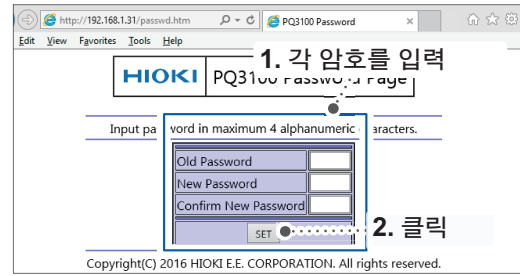 http://192.168.1.31/passwd.htm
PQ3100 Password
Edit View Favorites Tools Help
1. 각 암호를 입력
HIOKI PQ3100 Password Page
Input pa word in maximum 4 alphanumeric aracters.
Old Password
New Password
Confirm New Password
SET
2. 클릭
Copyright(C) 2016 HIOKI E.E. CORPORATION. All rights reserved.